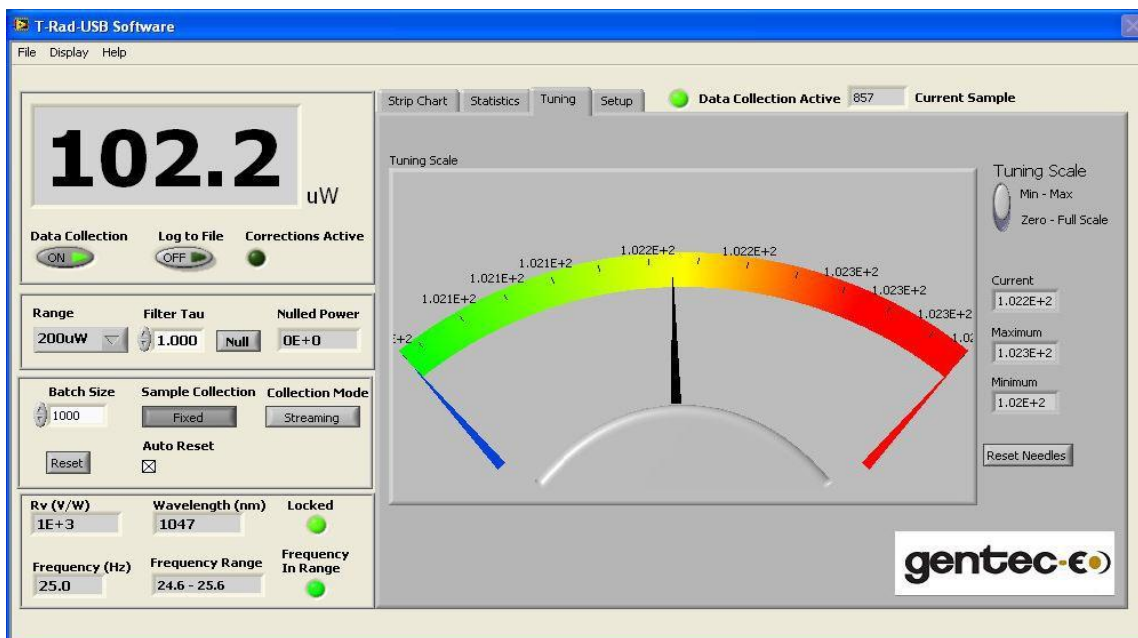 T-Rad-USB Software
File Display Help
102.2
uW
Data Collection Log to File Corrections Active
ON OFF
Range Filter Tau Nulled Power
200uW 1.000 Null 0E+0
Batch Size Sample Collection Collection Mode
1000 Fixed Streaming
Auto Reset
Reset
Rv (V/W) Wavelength (nm) Locked
1E+3 1047
Frequency (Hz) Frequency Range Frequency In Range
25.0 24.6 - 25.6
Strip Chart Statistics Tuning Setup Data Collection Active 857 Current Sample
Tuning Scale
E+2 1.021E+2 1.021E+2 1.021E+2 1.022E+2 1.022E+2 1.023E+2 1.023E+2 1.023E+2 1.02
Tuning Scale
Min - Max
Zero - Full Scale
Current
1.022E+2
Maximum
1.023E+2
Minimum
1.02E+2
Reset Needles
gentec-EO